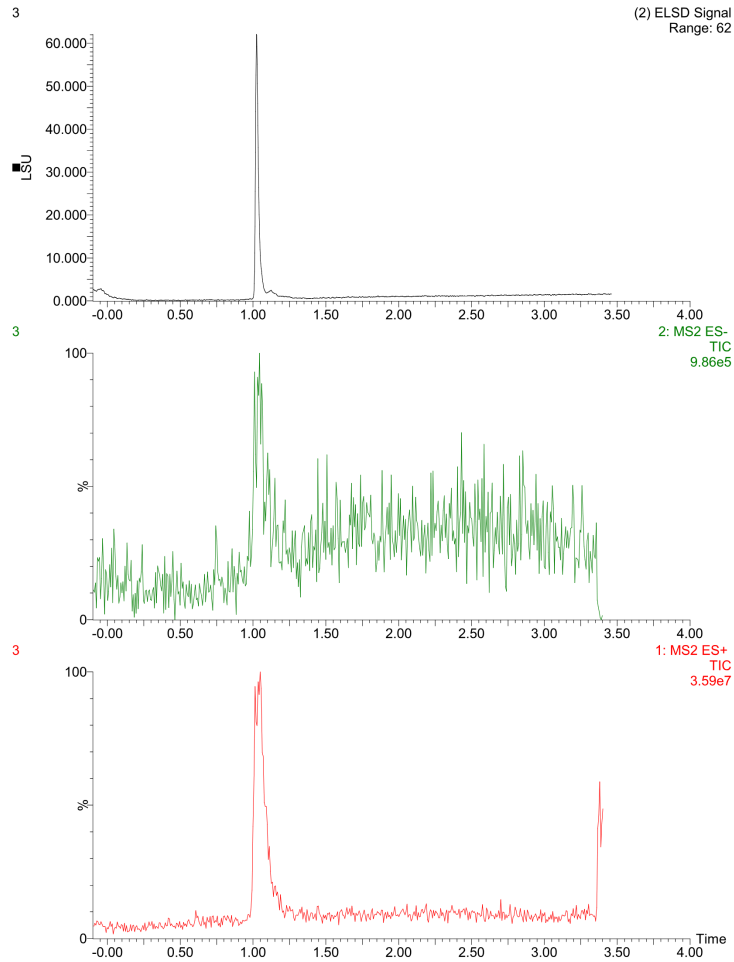 3
(2) ELSD Signal
Range: 62
60.000
50.000
40.000
30.000
20.000
10.000
0.000
LSU
-0.00 0.50 1.00 1.50 2.00 2.50 3.00 3.50 4.00
3
2: MS2 ES-
TIC
9.86e5
100
%
0
-0.00 0.50 1.00 1.50 2.00 2.50 3.00 3.50 4.00
3
1: MS2 ES+
TIC
3.59e7
100
%
0
-0.00 0.50 1.00 1.50 2.00 2.50 3.00 3.50 4.00
Time